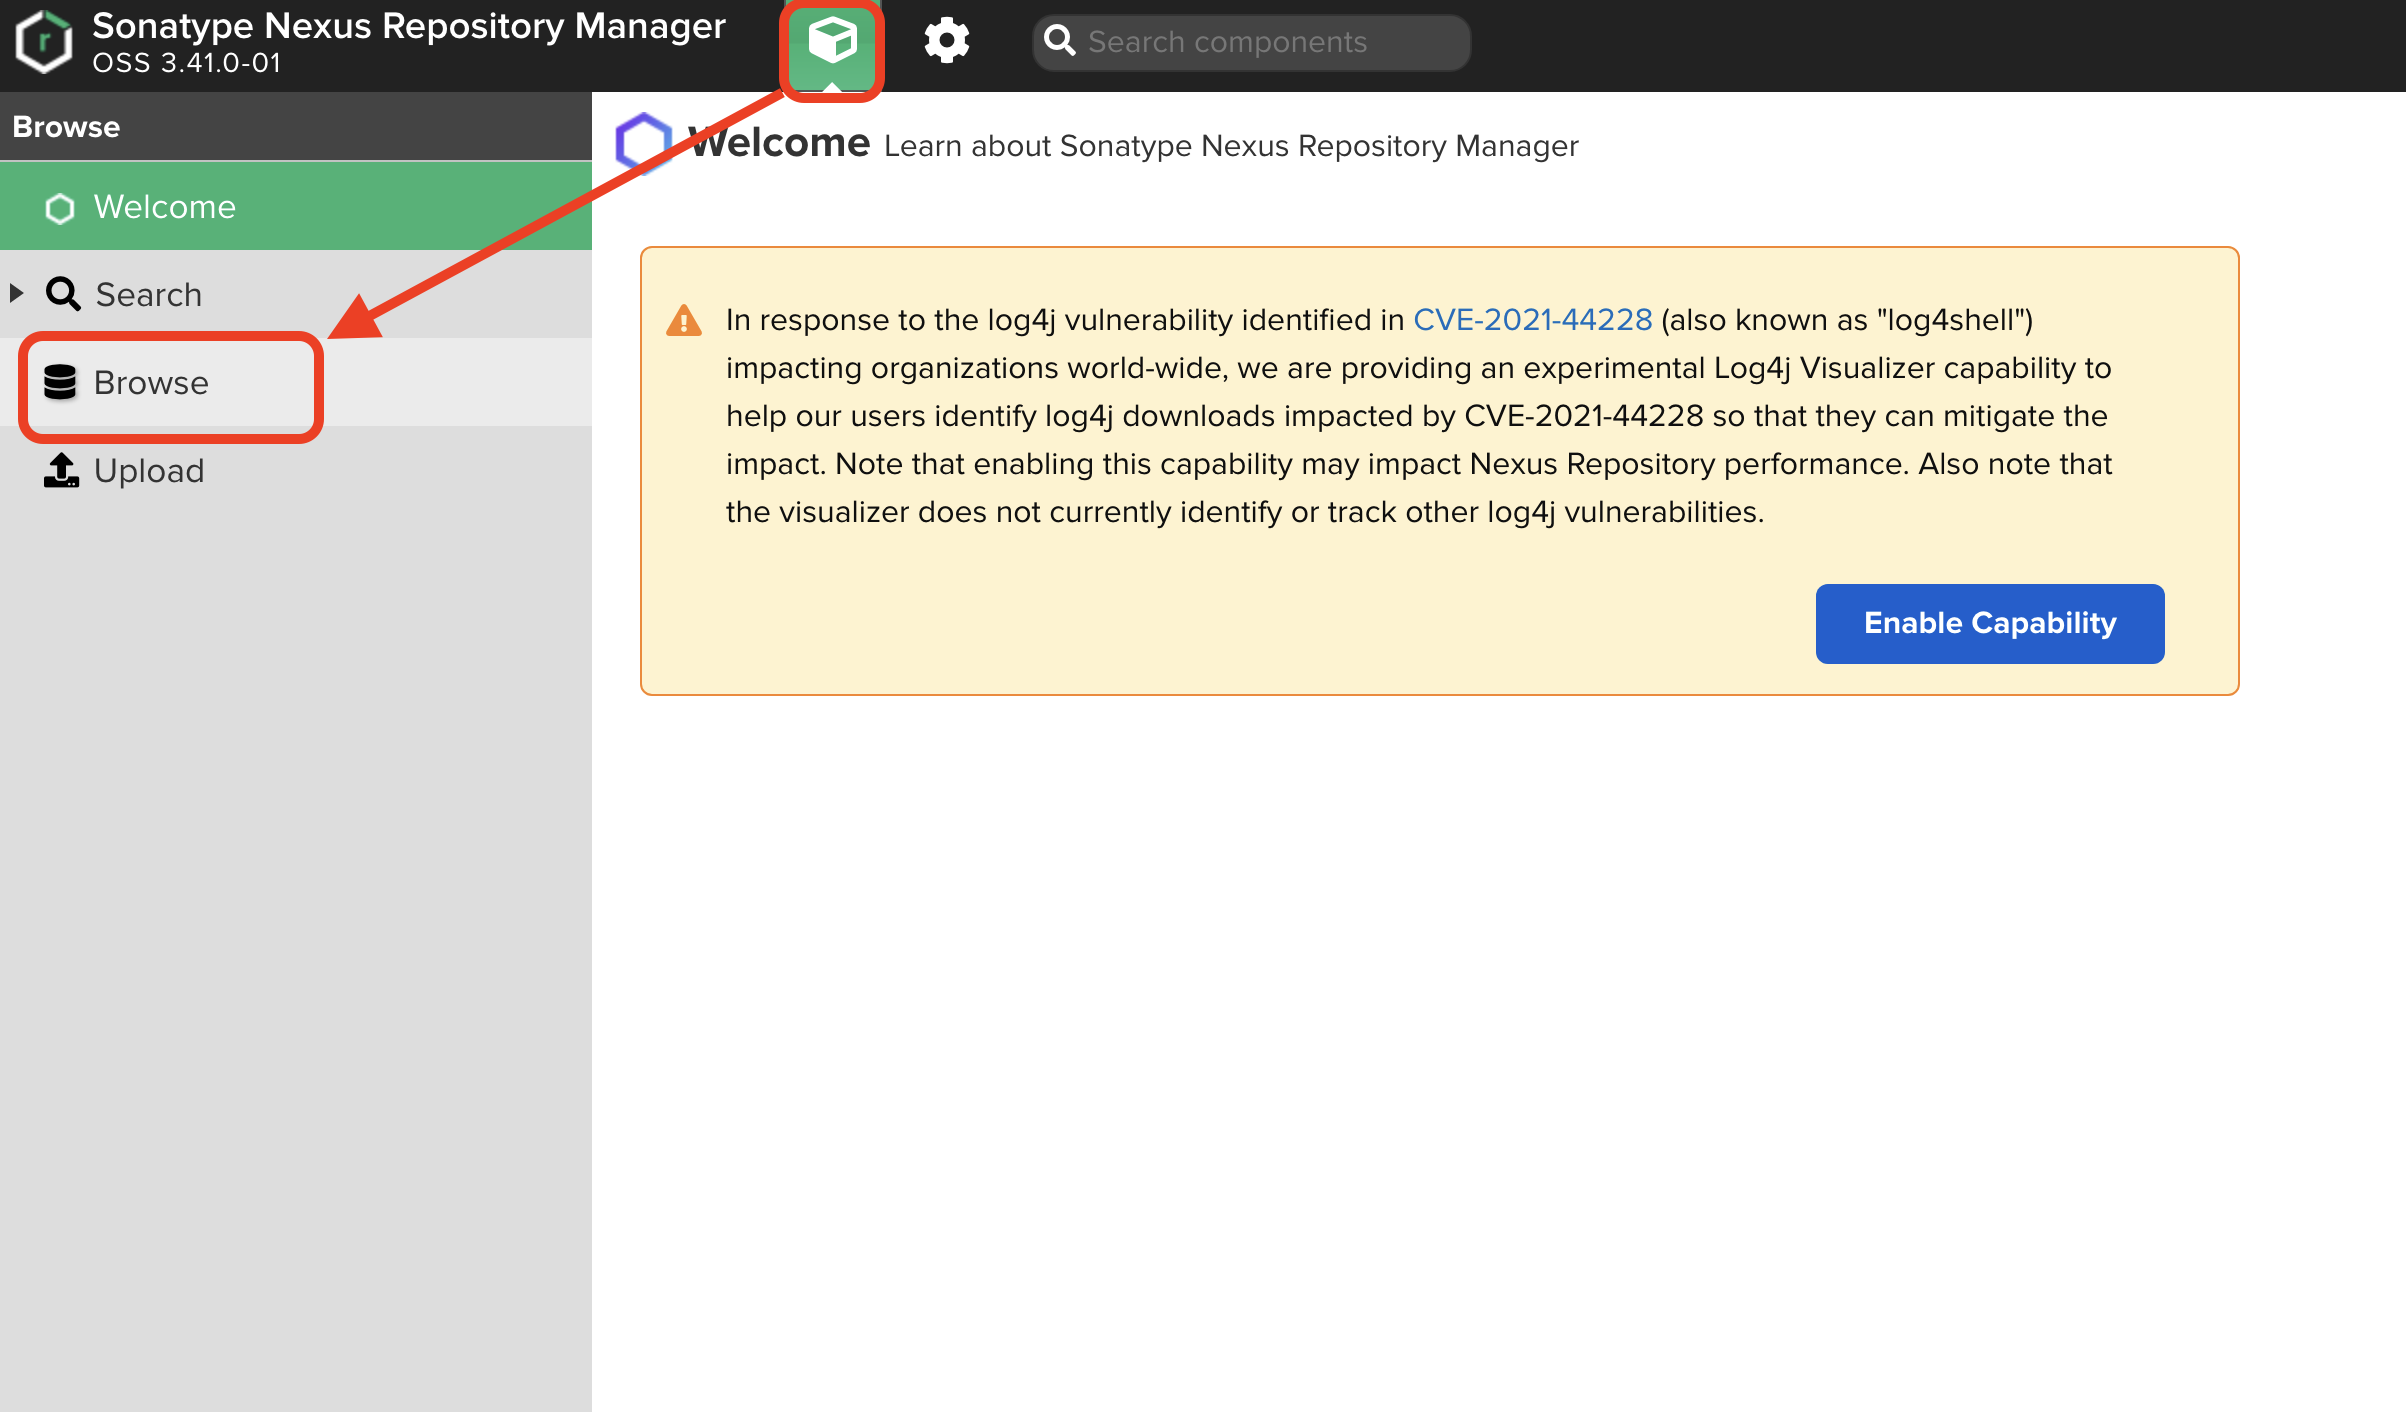 Sonatype Nexus Repository Manager
OSS 3.41.0-01
Search components
Browse
Welcome
Search
Browse
Upload
Welcome Learn about Sonatype Nexus Repository Manager
In response to the log4j vulnerability identified in CVE-2021-44228 (also known as "log4shell")
impacting organizations world-wide, we are providing an experimental Log4j Visualizer capability to
help our users identify log4j downloads impacted by CVE-2021-44228 so that they can mitigate the
impact. Note that enabling this capability may impact Nexus Repository performance. Also note that
the visualizer does not currently identify or track other log4j vulnerabilities.
Enable Capability